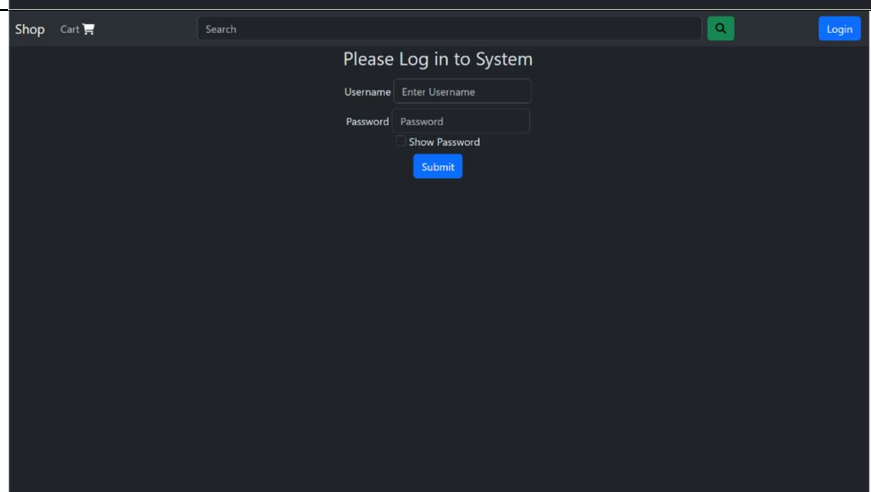 Shop Cart Search Login
Please Log in to System
Username Enter Username
Password Password
Show Password
Submit